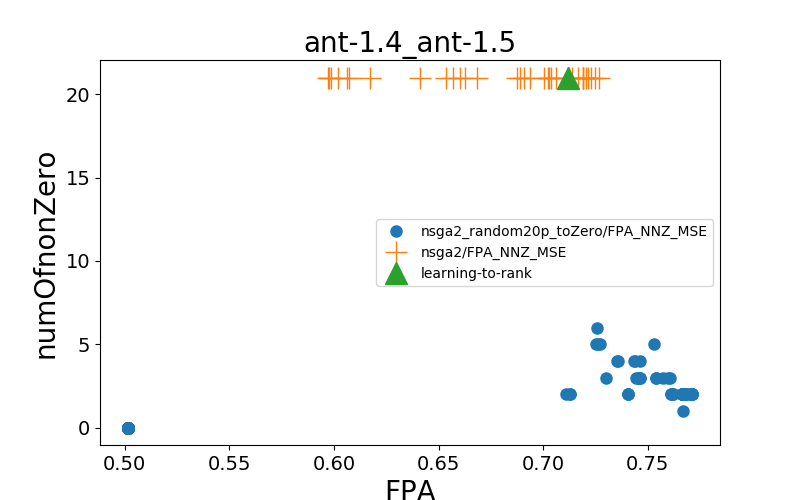 ant-1.4_ant-1.5
numOfnonZero
20
15
10
5
0
nsga2_random20p_toZero/FPA_NNZ_MSE
nsga2/FPA_NNZ_MSE
learning-to-rank
0.50 0.55 0.60 0.65 0.70 0.75
FPA